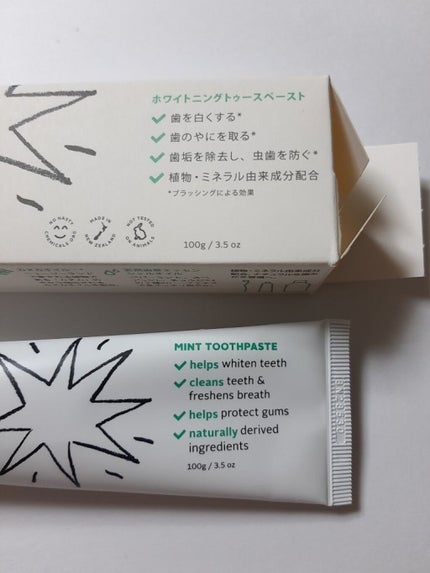 ホワイトニングトゥースペースト
歯を白くする*
歯のやにを取る*
歯垢を除去し、虫歯を防ぐ*
植物・ミネラル由来成分配合
*ブラッシングによる効果
NO NASTY
CHEMICALS DAD
MADE IN
NEW ZEALAND
NOT TESTED
ON ANIMALS
100g / 3.5 oz
MINT TOOTHPASTE
helps whiten teeth
cleans teeth &
freshens breath
helps protect gums
naturally derived
ingredients
100g / 3.5 oz